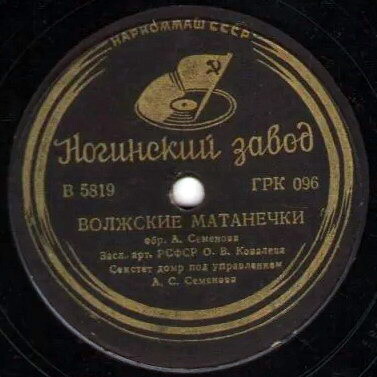 НАРКОММАШ СССР
Ногинский завод
В 5819
ГРК 096
ВОЛЖСКИЕ МАТАНЕЧКИ
обр. А. Семенова
Засл. арт. РСФСР О. В. Ковалева
Секстет домр под управлением
А. С. Семенова